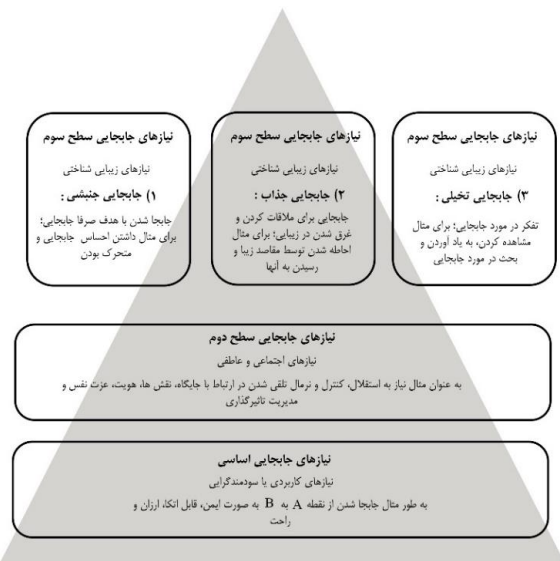 نیازهای جابجایی سطح سوم
نیازهای زیبایی شناختی
۳) جابجایی تخیلی :
تفکر در مورد جابجایی؛ برای مثال
مشاهده کردن، به یاد آوردن و
بحث در مورد جابجایی
نیازهای جابجایی سطح سوم
نیازهای زیبایی شناختی
۲) جابجایی جذاب :
جابجایی برای ملاقات کردن و
غرق شدن در زیبایی؛ برای مثال
احاطه شدن توسط مقاصد زیبا و
رسیدن به آنها
نیازهای جابجایی سطح سوم
نیازهای زیبایی شناختی
۱) جابجایی جنبشی :
جابجا شدن با هدف صرفا جابجایی؛
برای مثال داشتن احساس جابجایی و
متحرک بودن
نیازهای جابجایی سطح دوم
نیازهای اجتماعی و عاطفی
به عنوان مثال نیاز به استقلال، کنترل و نرمال تلقی شدن در ارتباط با جایگاه، نقش ها، هویت، عزت نفس و
مدیریت تاثیرگذاری
نیازهای جابجایی اساسی
نیازهای کاربردی یا سودمندگرایی
به طور مثال جابجا شدن از نقطه A به B به صورت ایمن، قابل اتکا، ارزان و
راحت